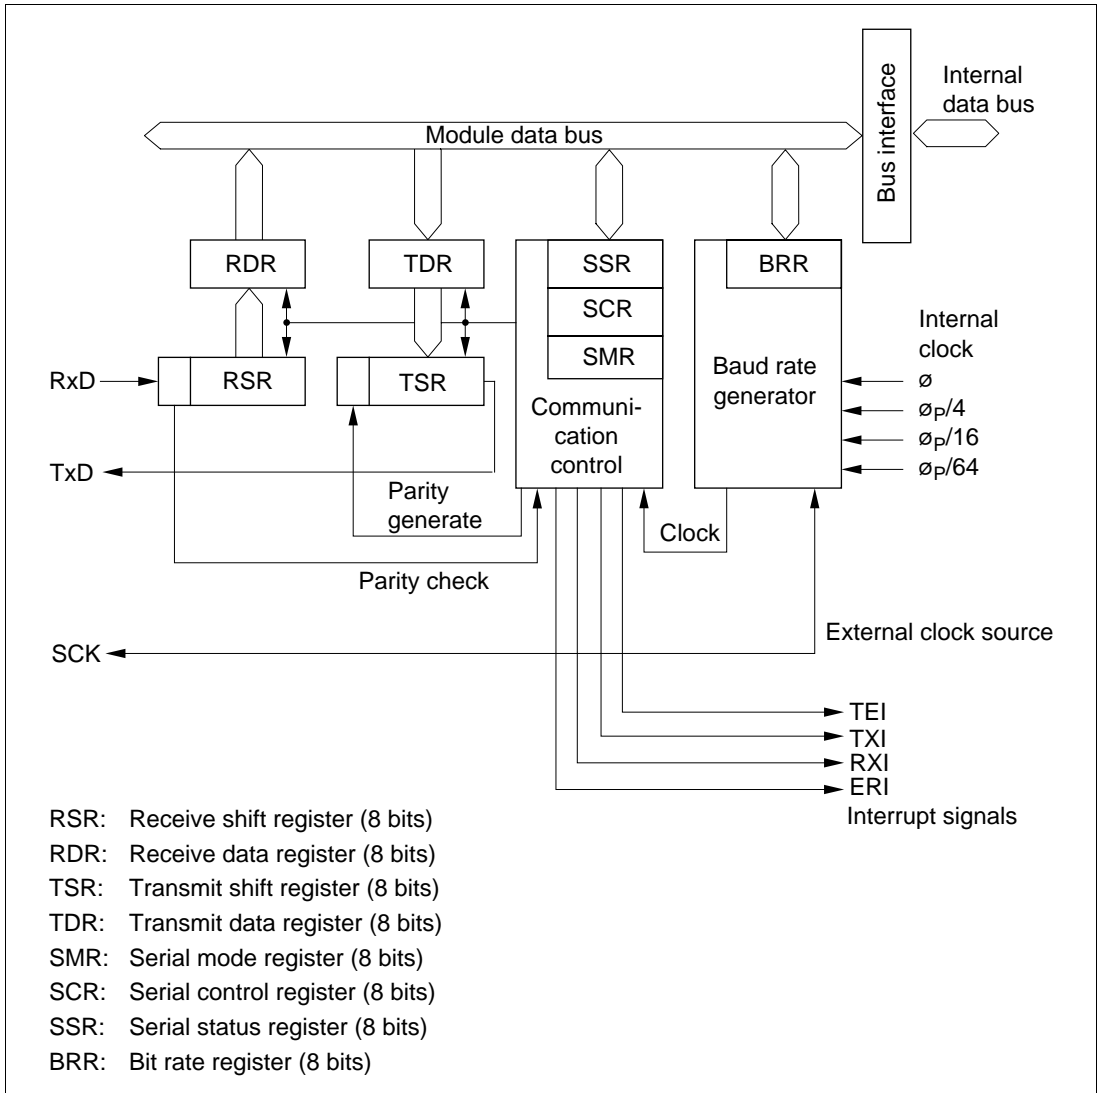 Internal
data bus
Bus interface
Module data bus
RDR
TDR
SSR
BRR
SCR
SMR
Internal
clock
RxD
RSR
TSR
Baud rate
generator
ø
øP/4
øP/16
øP/64
Communi-
cation
control
TxD
Parity
generate
Clock
Parity check
External clock source
SCK
TEI
TXI
RXI
ERI
Interrupt signals
RSR: Receive shift register (8 bits)
RDR: Receive data register (8 bits)
TSR: Transmit shift register (8 bits)
TDR: Transmit data register (8 bits)
SMR: Serial mode register (8 bits)
SCR: Serial control register (8 bits)
SSR: Serial status register (8 bits)
BRR: Bit rate register (8 bits)